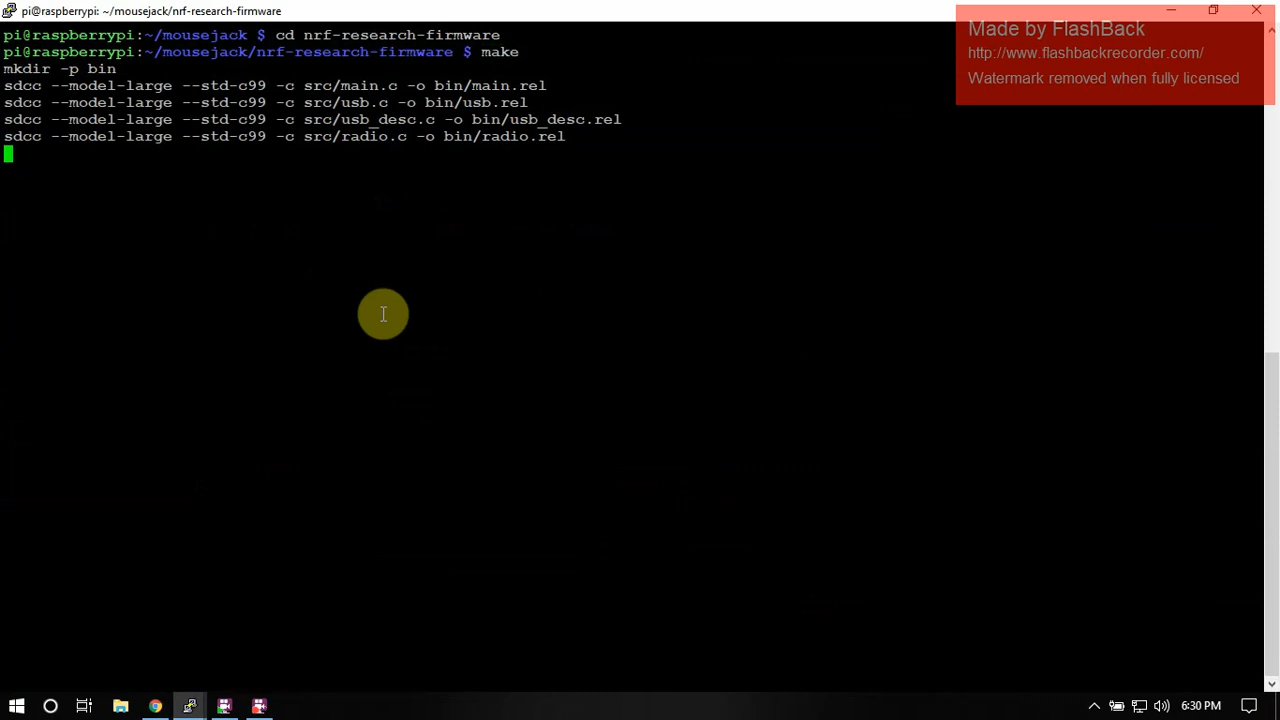 pi@raspberrypi: ~/mousejack/nrf-research-firmware
pi@raspberrypi:~/mousejack $ cd nrf-research-firmware
pi@raspberrypi:~/mousejack/nrf-research-firmware $ make
mkdir -p bin
sdcc --model-large --std-c99 -c src/main.c -o bin/main.rel
sdcc --model-large --std-c99 -c src/usb.c -o bin/usb.rel
sdcc --model-large --std-c99 -c src/usb_desc.c -o bin/usb_desc.rel
sdcc --model-large --std-c99 -c src/radio.c -o bin/radio.rel
Made by FlashBack
http://www.flashbackrecorder.com/
Watermark removed when fully licensed
6:30 PM